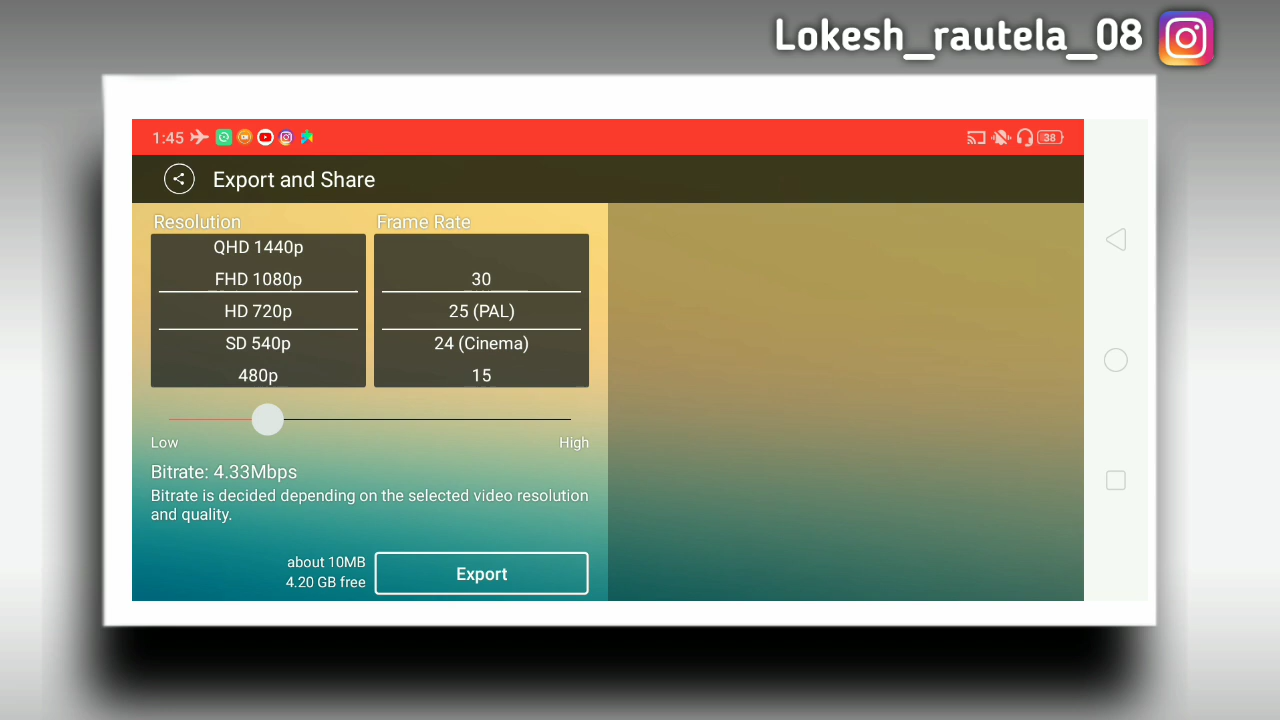 Lokesh_rautela_08
1:45
38
Export and Share
Resolution
Frame Rate
QHD 1440p
FHD 1080p
30
HD 720p
25 (PAL)
SD 540p
24 (Cinema)
480p
15
Low
High
Bitrate: 4.33Mbps
Bitrate is decided depending on the selected video resolution
and quality.
about 10MB
4.20 GB free
Export